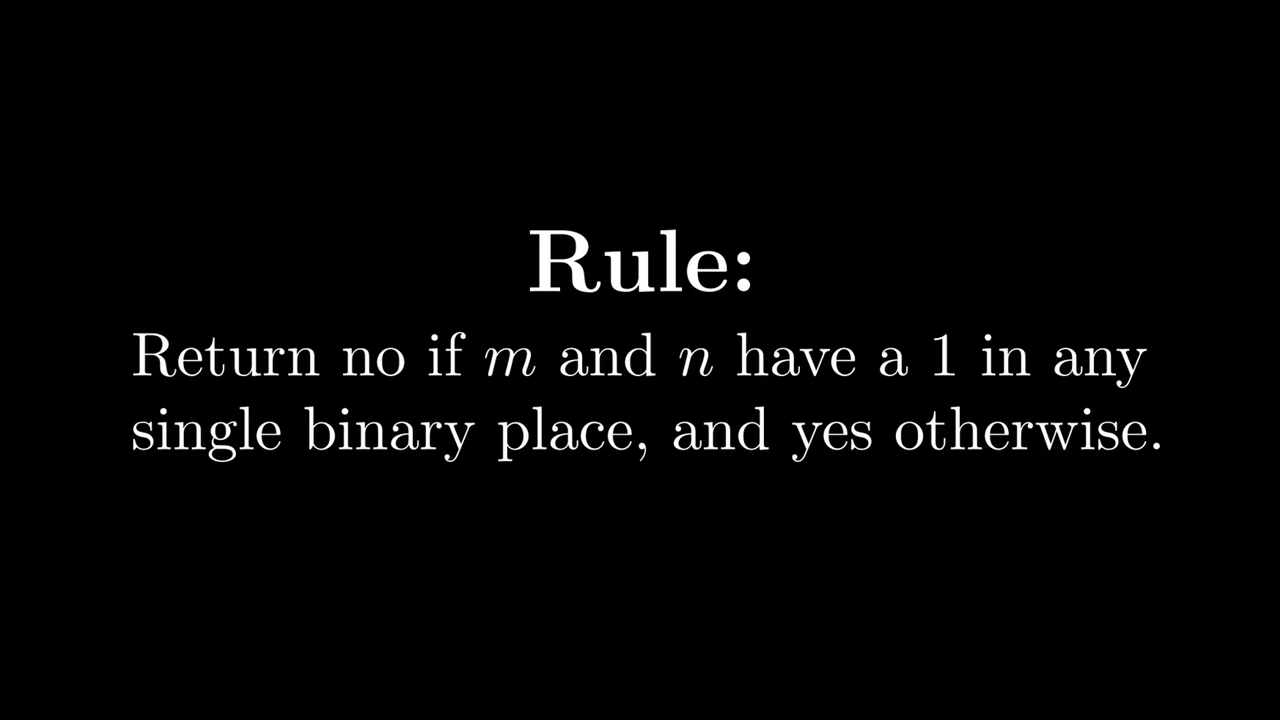 Rule:
Return no if m and n have a 1 in any
single binary place, and yes otherwise.